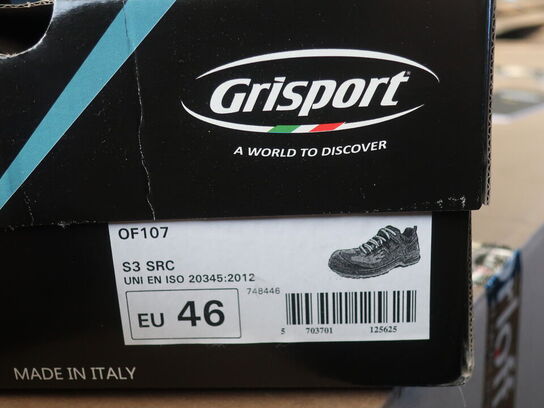 Grisport
A WORLD TO DISCOVER
OF107
S3 SRC
UNI EN ISO 20345:2012
748446
EU 46
5 703701 125625
MADE IN ITALY